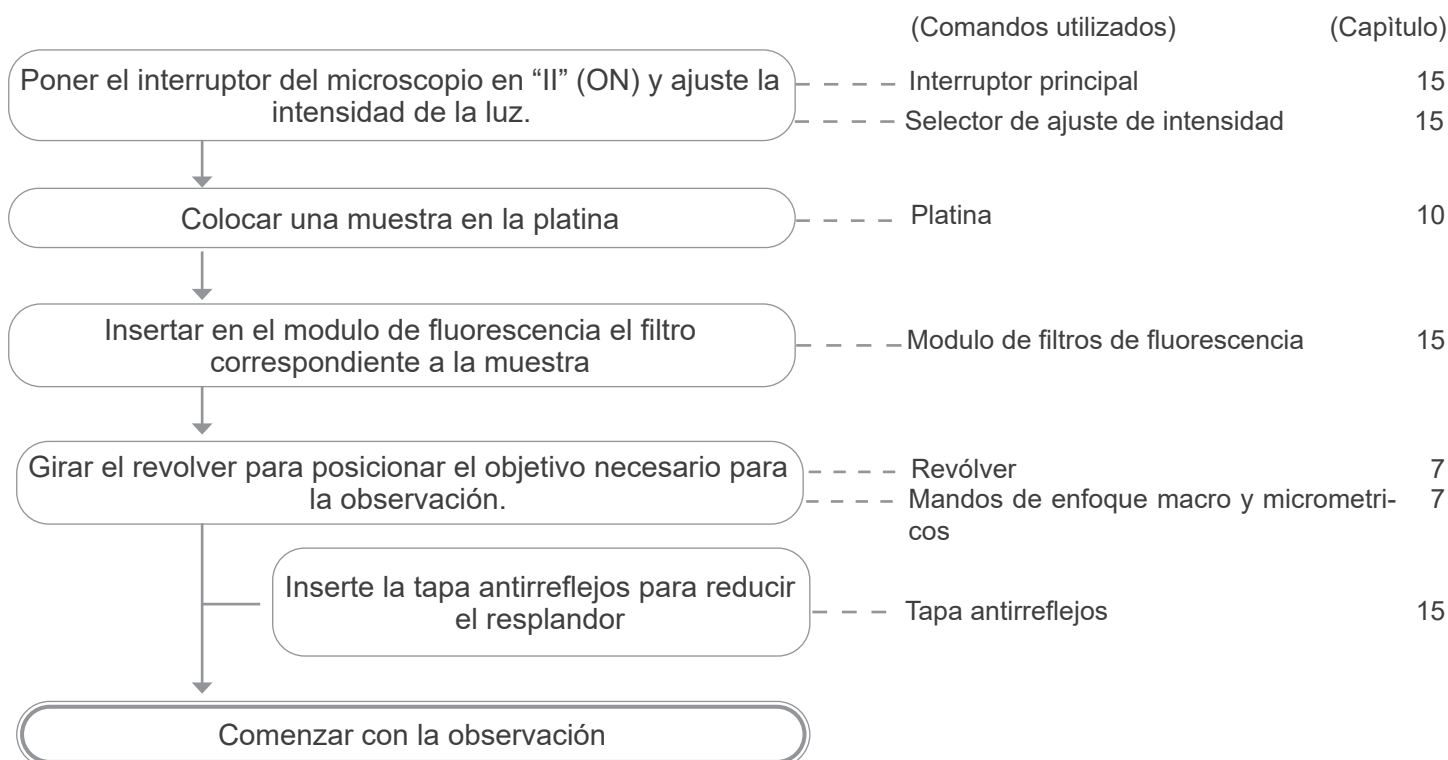 (Comandos utilizados) (Capìtulo)
Poner el interruptor del microscopio en “II” (ON) y ajuste la
intensidad de la luz.
Interruptor principal 15
Selector de ajuste de intensidad 15
Colocar una muestra en la platina
Platina 10
Insertar en el modulo de fluorescencia el filtro
correspondiente a la muestra
Modulo de filtros de fluorescencia 15
Girar el revolver para posicionar el objetivo necesario para
la observación.
Revólver 7
Mandos de enfoque macro y micrometri- 7
cos
Inserte la tapa antirreflejos para reducir
el resplandor
Tapa antirreflejos 15
Comenzar con la observación